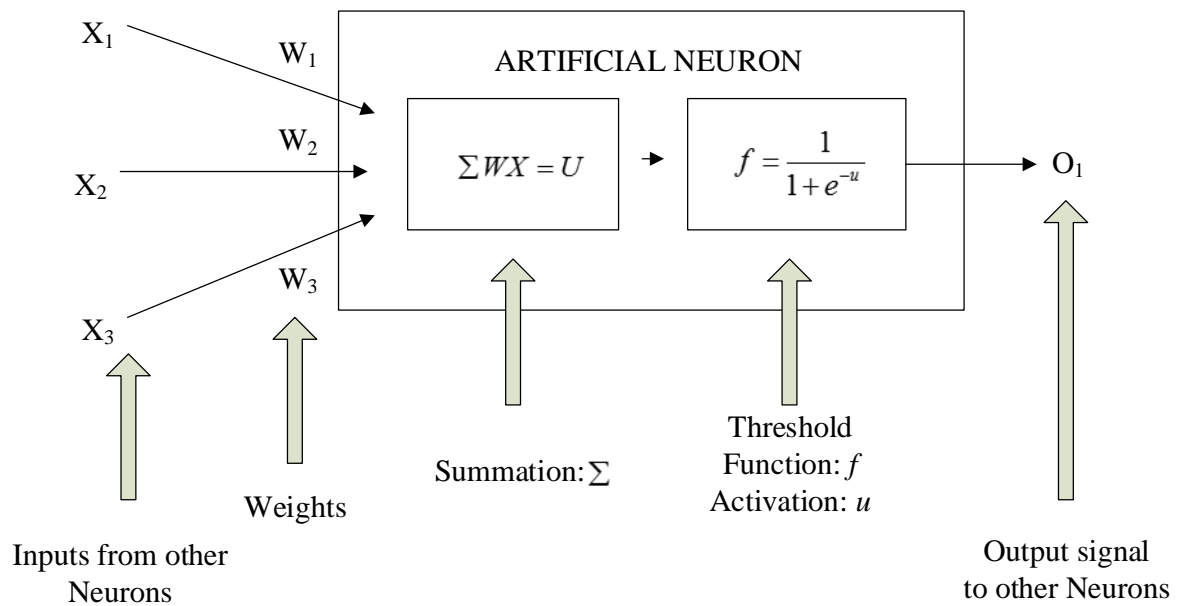 X₁
W₁
ARTIFICIAL NEURON
W₂
X₂
∑WX = U
f = 1 / (1 + e^{-u})
O₁
W₃
X₃
Threshold
Function: f
Activation: u
Summation: ∑
Weights
Inputs from other
Neurons
Output signal
to other Neurons